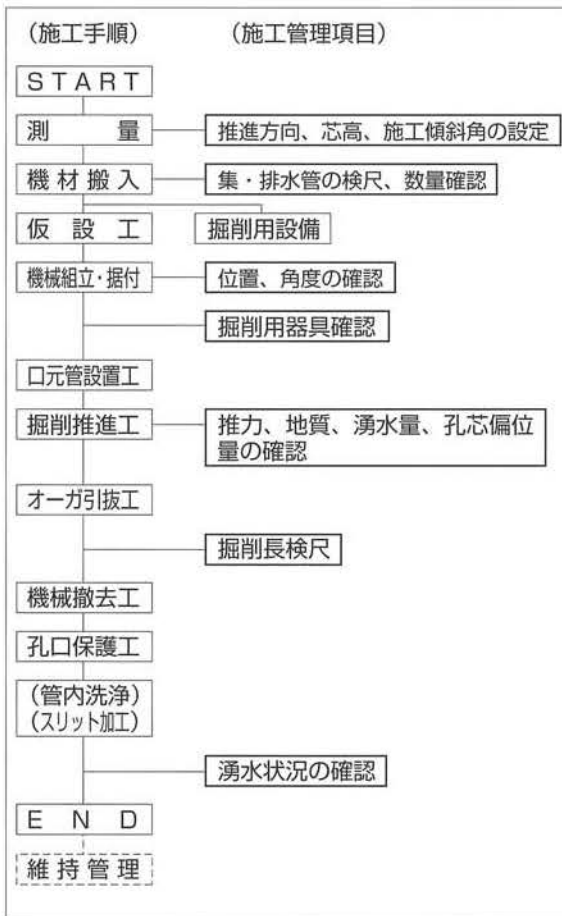 （施工手順） （施工管理項目）
START
測量 推進方向、芯高、施工傾斜角の設定
機材搬入 集・排水管の検尺、数量確認
仮設工 掘削用設備
機械組立・据付 位置、角度の確認
掘削用器具確認
口元管設置工
掘削推進工 推力、地質、湧水量、孔芯偏位
量の確認
オーガ引抜工
掘削長検尺
機械撤去工
孔口保護工
（管内洗浄）
（スリット加工）
湧水状況の確認
END
維持管理